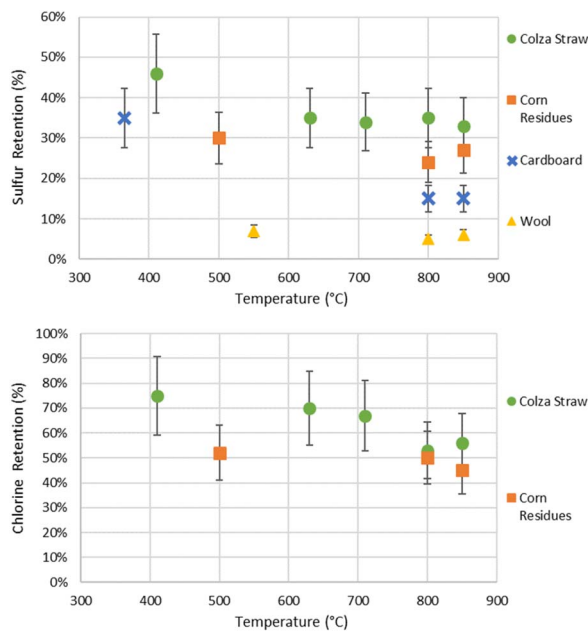 60%
50%
40%
30%
20%
10%
0%
Sulfur Retention (%)
300 400 500 600 700 800 900
Temperature (°C)
Colza Straw
Corn
Residues
Cardboard
Wool
100%
90%
80%
70%
60%
50%
40%
30%
20%
10%
0%
Chlorine Retention (%)
300 400 500 600 700 800 900
Temperature (°C)
Colza Straw
Corn
Residues